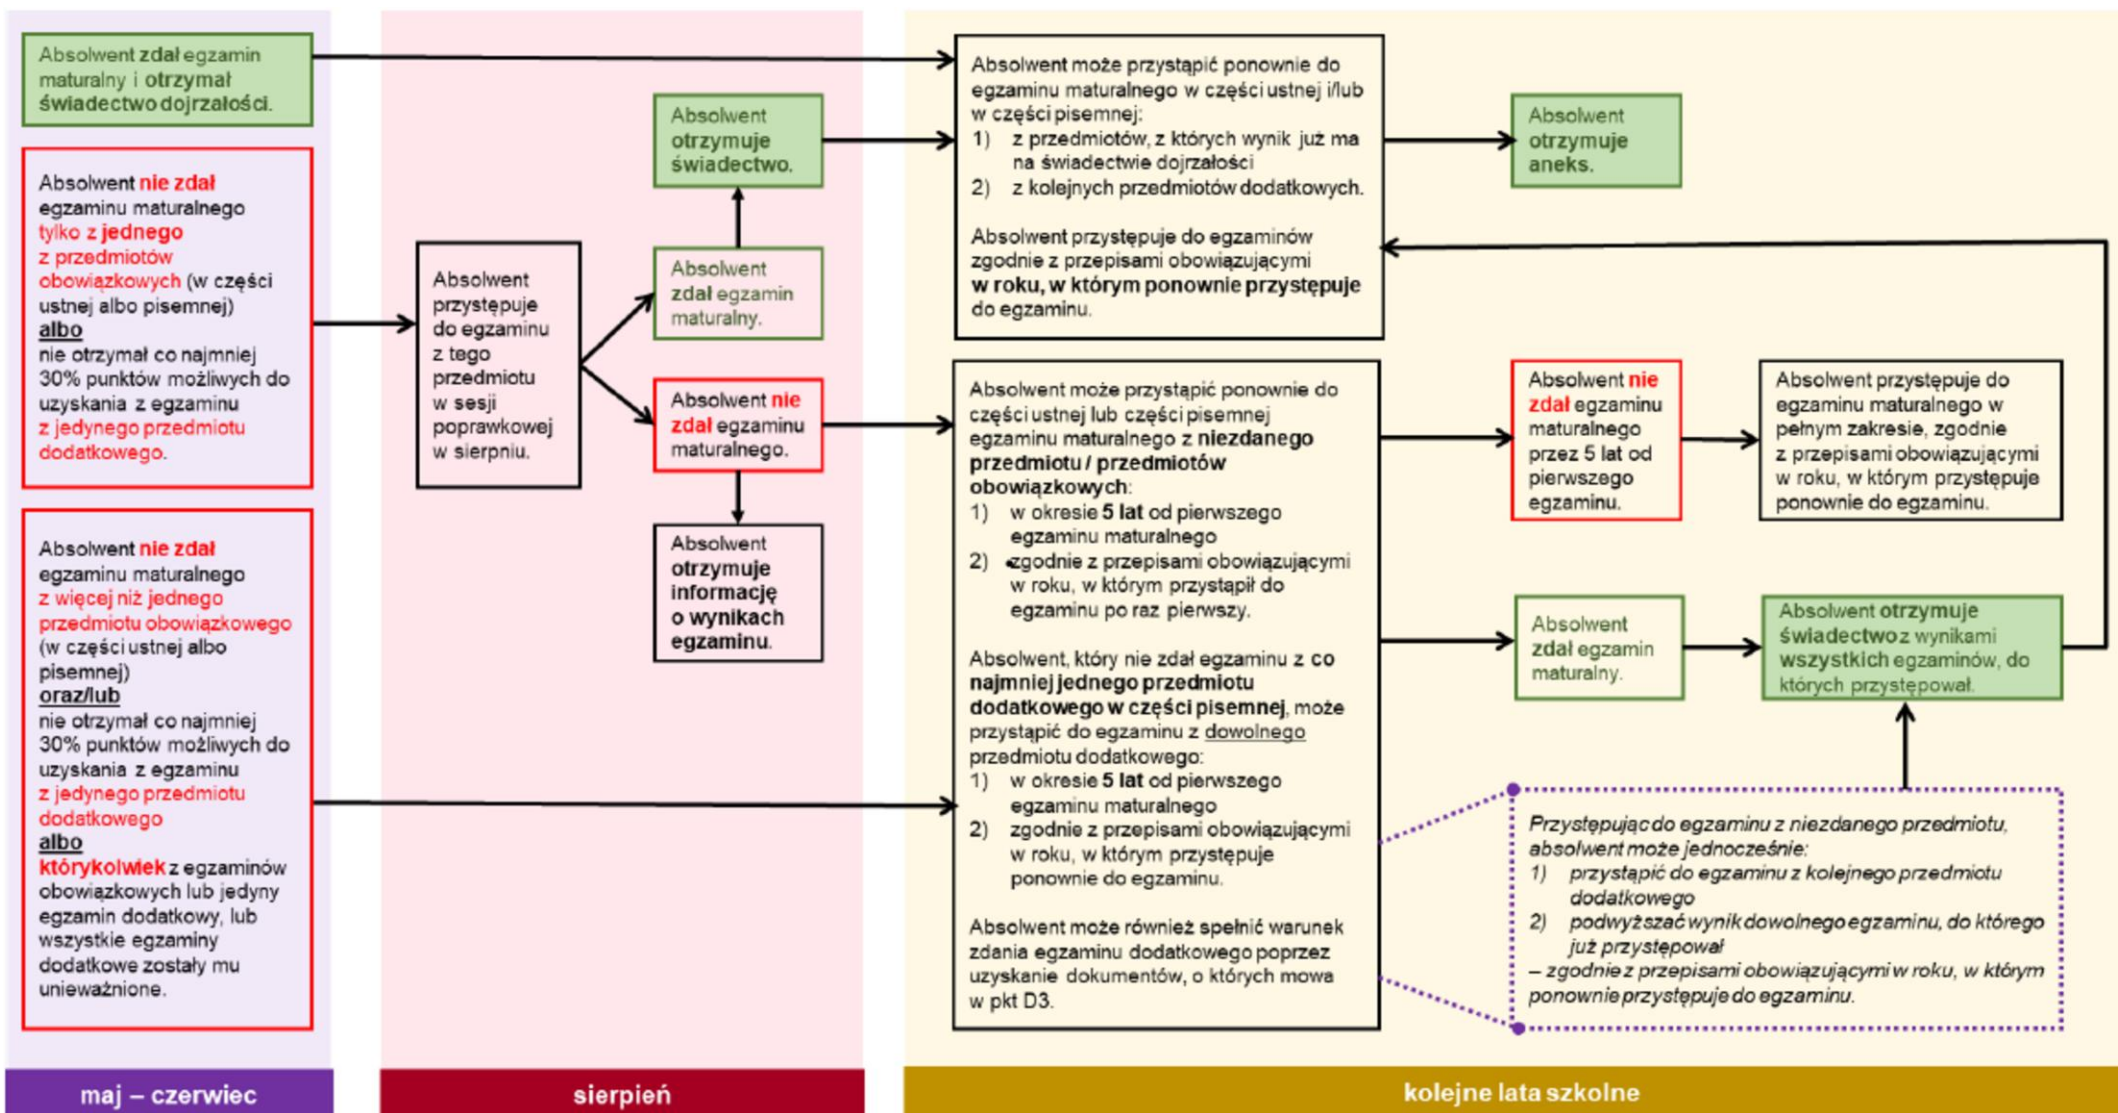 Absolwent zdał egzamin
maturalny i otrzymał
świadectwo dojrzałości.
Absolwent nie zdał
egzaminu maturalnego
tylko z jednego
z przedmiotów
obowiązkowych (w części
ustnej albo pisemnej)
albo
nie otrzymał co najmniej
30% punktów możliwych do
uzyskania z egzaminu
z jedynego przedmiotu
dodatkowego.
Absolwent nie zdał
egzaminu maturalnego
z więcej niż jednego
przedmiotu obowiązkowego
(w części ustnej albo
pisemnej)
oraz/lub
nie otrzymał co najmniej
30% punktów możliwych do
uzyskania z egzaminu
z jedynego przedmiotu
dodatkowego
albo
którykolwiek z egzaminów
obowiązkowych lub jedyny
egzamin dodatkowy, lub
wszystkie egzaminy
dodatkowe zostały mu
unieważnione.
maj – czerwiec
Absolwent
przystępuje
do egzaminu
z tego
przedmiotu
w sesji
poprawkowej
w sierpniu.
Absolwent
otrzymuje
świadectwo.
Absolwent
zdał egzamin
maturalny.
Absolwent nie
zdał egzaminu
maturalnego.
Absolwent
otrzymuje
informację
o wynikach
egzaminu.
sierpień
Absolwent może przystąpić ponownie do
egzaminu maturalnego w części ustnej i/lub
w części pisemnej:
1) z przedmiotów, z których wynik już ma
na świadectwie dojrzałości
2) z kolejnych przedmiotów dodatkowych.
Absolwent przystępuje do egzaminów
zgodnie z przepisami obowiązującymi
w roku, w którym ponownie przystępuje
do egzaminu.
Absolwent
otrzymuje
aneks.
Absolwent może przystąpić ponownie do
części ustnej lub części pisemnej
egzaminu maturalnego z niezdanego
przedmiotu / przedmiotów
obowiązkowych:
1) w okresie 5 lat od pierwszego
egzaminu maturalnego
2) zgodnie z przepisami obowiązującymi
w roku, w którym przystąpił do
egzaminu po raz pierwszy.
Absolwent, który nie zdał egzaminu z co
najmniej jednego przedmiotu
dodatkowego w części pisemnej, może
przystąpić do egzaminu z dowolnego
przedmiotu dodatkowego:
1) w okresie 5 lat od pierwszego
egzaminu maturalnego
2) zgodnie z przepisami obowiązującymi
w roku, w którym przystępuje
ponownie do egzaminu.
Absolwent może również spełnić warunek
zdania egzaminu dodatkowego poprzez
uzyskanie dokumentów, o których mowa
w pkt D3.
Absolwent nie
zdał egzaminu
maturalnego
przez 5 lat od
pierwszego
egzaminu.
Absolwent przystępuje do
egzaminu maturalnego w
pełnym zakresie, zgodnie
z przepisami obowiązującymi
w roku, w którym przystępuje
ponownie do egzaminu.
Absolwent
zdał egzamin
maturalny.
Absolwent otrzymuje
świadectwo z wynikami
wszystkich egzaminów, do
których przystępował.
Przystępując do egzaminu z niezdanego przedmiotu,
absolwent może jednocześnie:
1) przystąpić do egzaminu z kolejnego przedmiotu
dodatkowego
2) podwyższać wynik dowolnego egzaminu, do którego
już przystępował
– zgodnie z przepisami obowiązującymi w roku, w którym
ponownie przystępuje do egzaminu.
kolejne lata szkolne